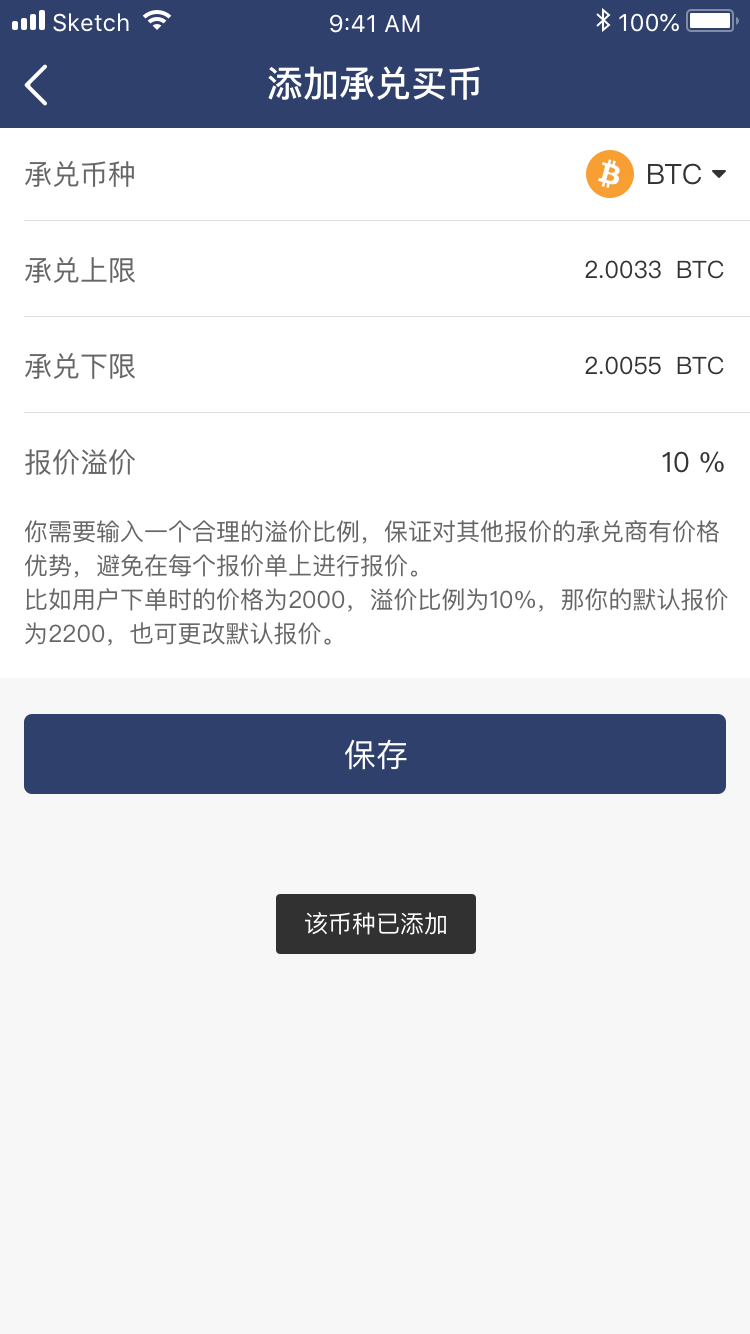 Sketch 9:41 AM 100%
添加承兑买币
承兑币种 BTC
承兑上限 2.0033 BTC
承兑下限 2.0055 BTC
报价溢价 10 %
你需要输入一个合理的溢价比例，保证对其他报价的承兑商有价格
优势，避免在每个报价单上进行报价。
比如用户下单时的价格为2000，溢价比例为10%，那你的默认报价
为2200，也可更改默认报价。
保存
该币种已添加